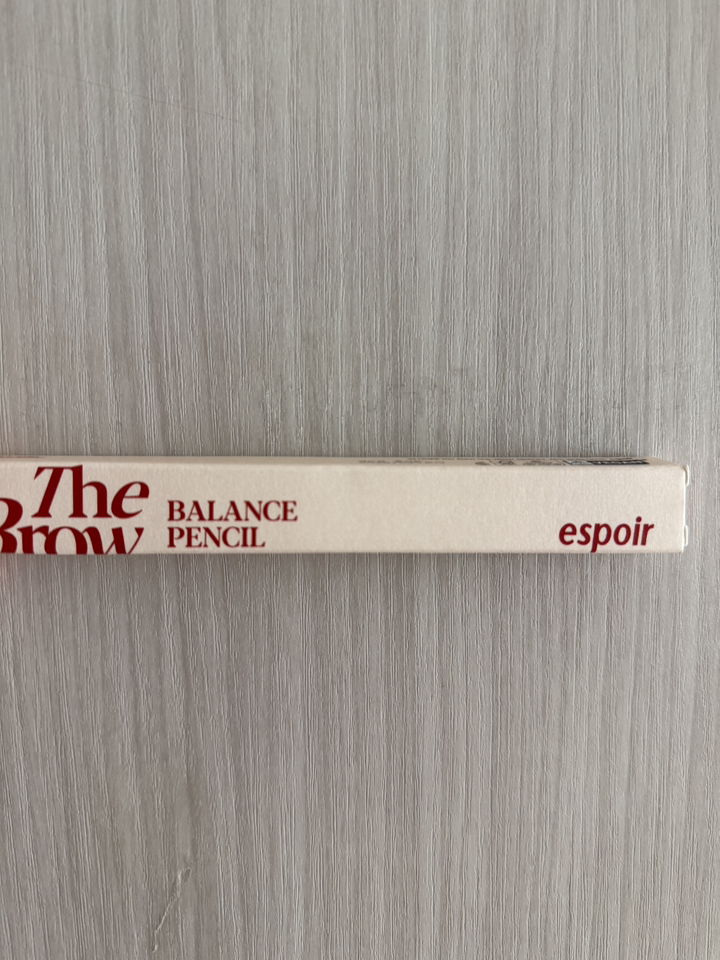 The
Brow
BALANCE
PENCIL
espoir